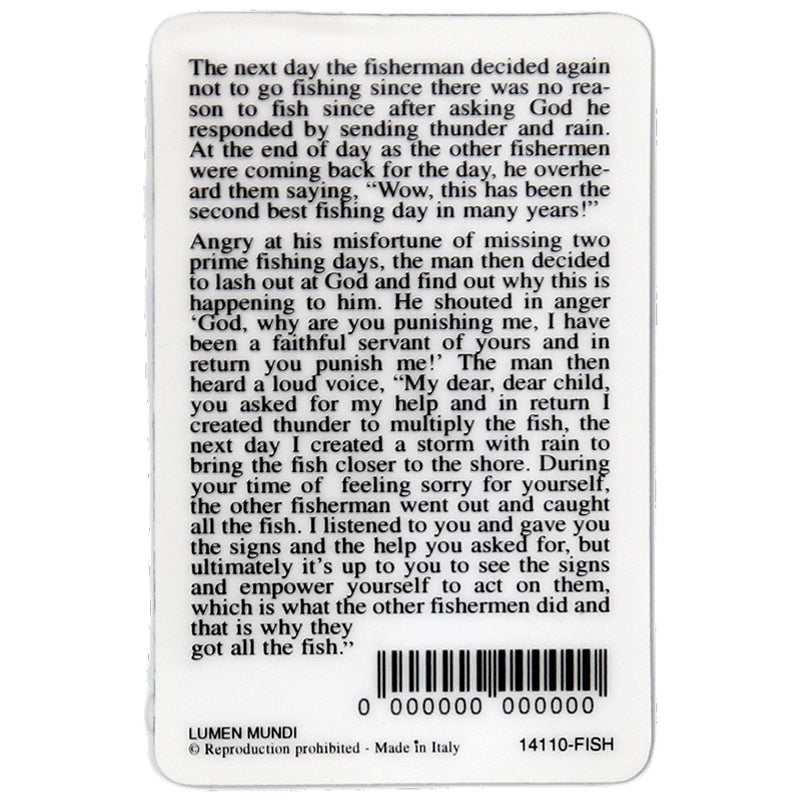 The next day the fisherman decided again
not to go fishing since there was no rea-
son to fish since after asking God he
responded by sending thunder and rain.
At the end of day as the other fishermen
were coming back for the day, he overhe-
ard them saying, “Wow, this has been the
second best fishing day in many years!”
Angry at his misfortune of missing two
prime fishing days, the man then decided
to lash out at God and find out why this is
happening to him. He shouted in anger
‘God, why are you punishing me, I have
been a faithful servant of yours and in
return you punish me!’ The man then
heard a loud voice, “My dear, dear child,
you asked for my help and in return I
created thunder to multiply the fish, the
next day I created a storm with rain to
bring the fish closer to the shore. During
your time of feeling sorry for yourself,
the other fisherman went out and caught
all the fish. I listened to you and gave you
the signs and the help you asked for, but
ultimately it’s up to you to see the signs
and empower yourself to act on them,
which is what the other fishermen did and
that is why they
got all the fish.”
0 000000 000000
LUMEN MUNDI
© Reproduction prohibited - Made in Italy
14110-FISH